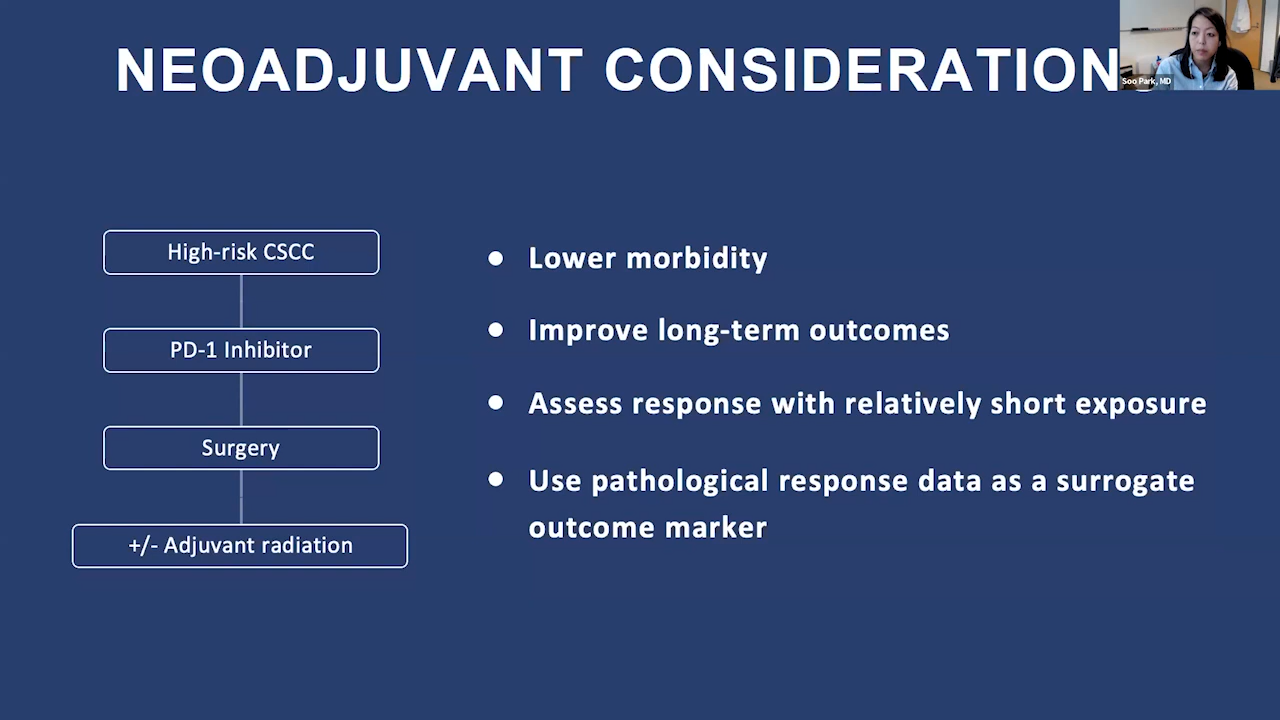 NEOADJUVANT CONSIDERATION
Soo Park, MD
High-risk CSCC
PD-1 Inhibitor
Surgery
+/- Adjuvant radiation
● Lower morbidity
● Improve long-term outcomes
● Assess response with relatively short exposure
● Use pathological response data as a surrogate
outcome marker